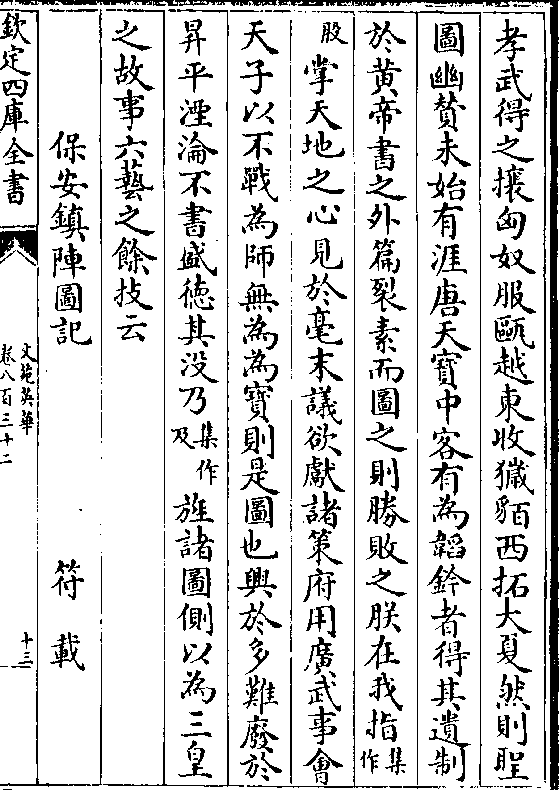 孝武得之攘匈奴服甌越東收獩貊西拓大夏然則聖
圖幽贊未始有涯唐天寶中客有為韜鈐者得其遺制
於黄帝書之外篇裂素而圖之則勝敗之朕在我指集作
股掌天地之心見於毫末議欲獻諸策府用廣武事會
天子以不戰為師無為為寶則是圖也興於多難廢於
昇平湮淪不書盛德其没乃集作及旌諸圖側以為三皇
之故事六藝之餘技云
保安鎮陣圖記 符載
欽定四庫全書
文苑英華
卷八百三十二
十三